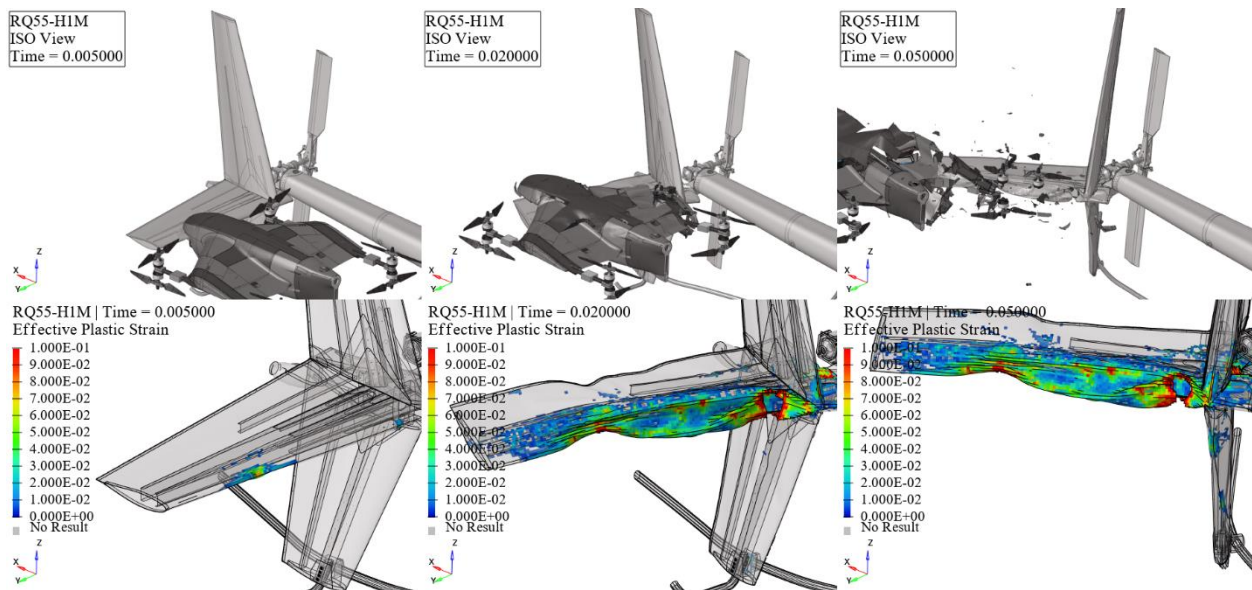 RQ55-H1M
ISO View
Time = 0.005000
RQ55-H1M
ISO View
Time = 0.020000
RQ55-H1M
ISO View
Time = 0.050000
Z
X
Y
Z
X
Y
Z
X
Y
RQ55-H1M | Time = 0.005000
Effective Plastic Strain
1.000E-01
9.000E-02
8.000E-02
7.000E-02
6.000E-02
5.000E-02
4.000E-02
3.000E-02
2.000E-02
1.000E-02
0.000E+00
No Result
Z
X
Y
RQ55-H1M | Time = 0.020000
Effective Plastic Strain
1.000E-01
9.000E-02
8.000E-02
7.000E-02
6.000E-02
5.000E-02
4.000E-02
3.000E-02
2.000E-02
1.000E-02
0.000E+00
No Result
Z
X
Y
RQ55-H1M | Time = 0.050000
Effective Plastic Strain
1.000E-01
9.000E-02
8.000E-02
7.000E-02
6.000E-02
5.000E-02
4.000E-02
3.000E-02
2.000E-02
1.000E-02
0.000E+00
No Result
Z
X
Y